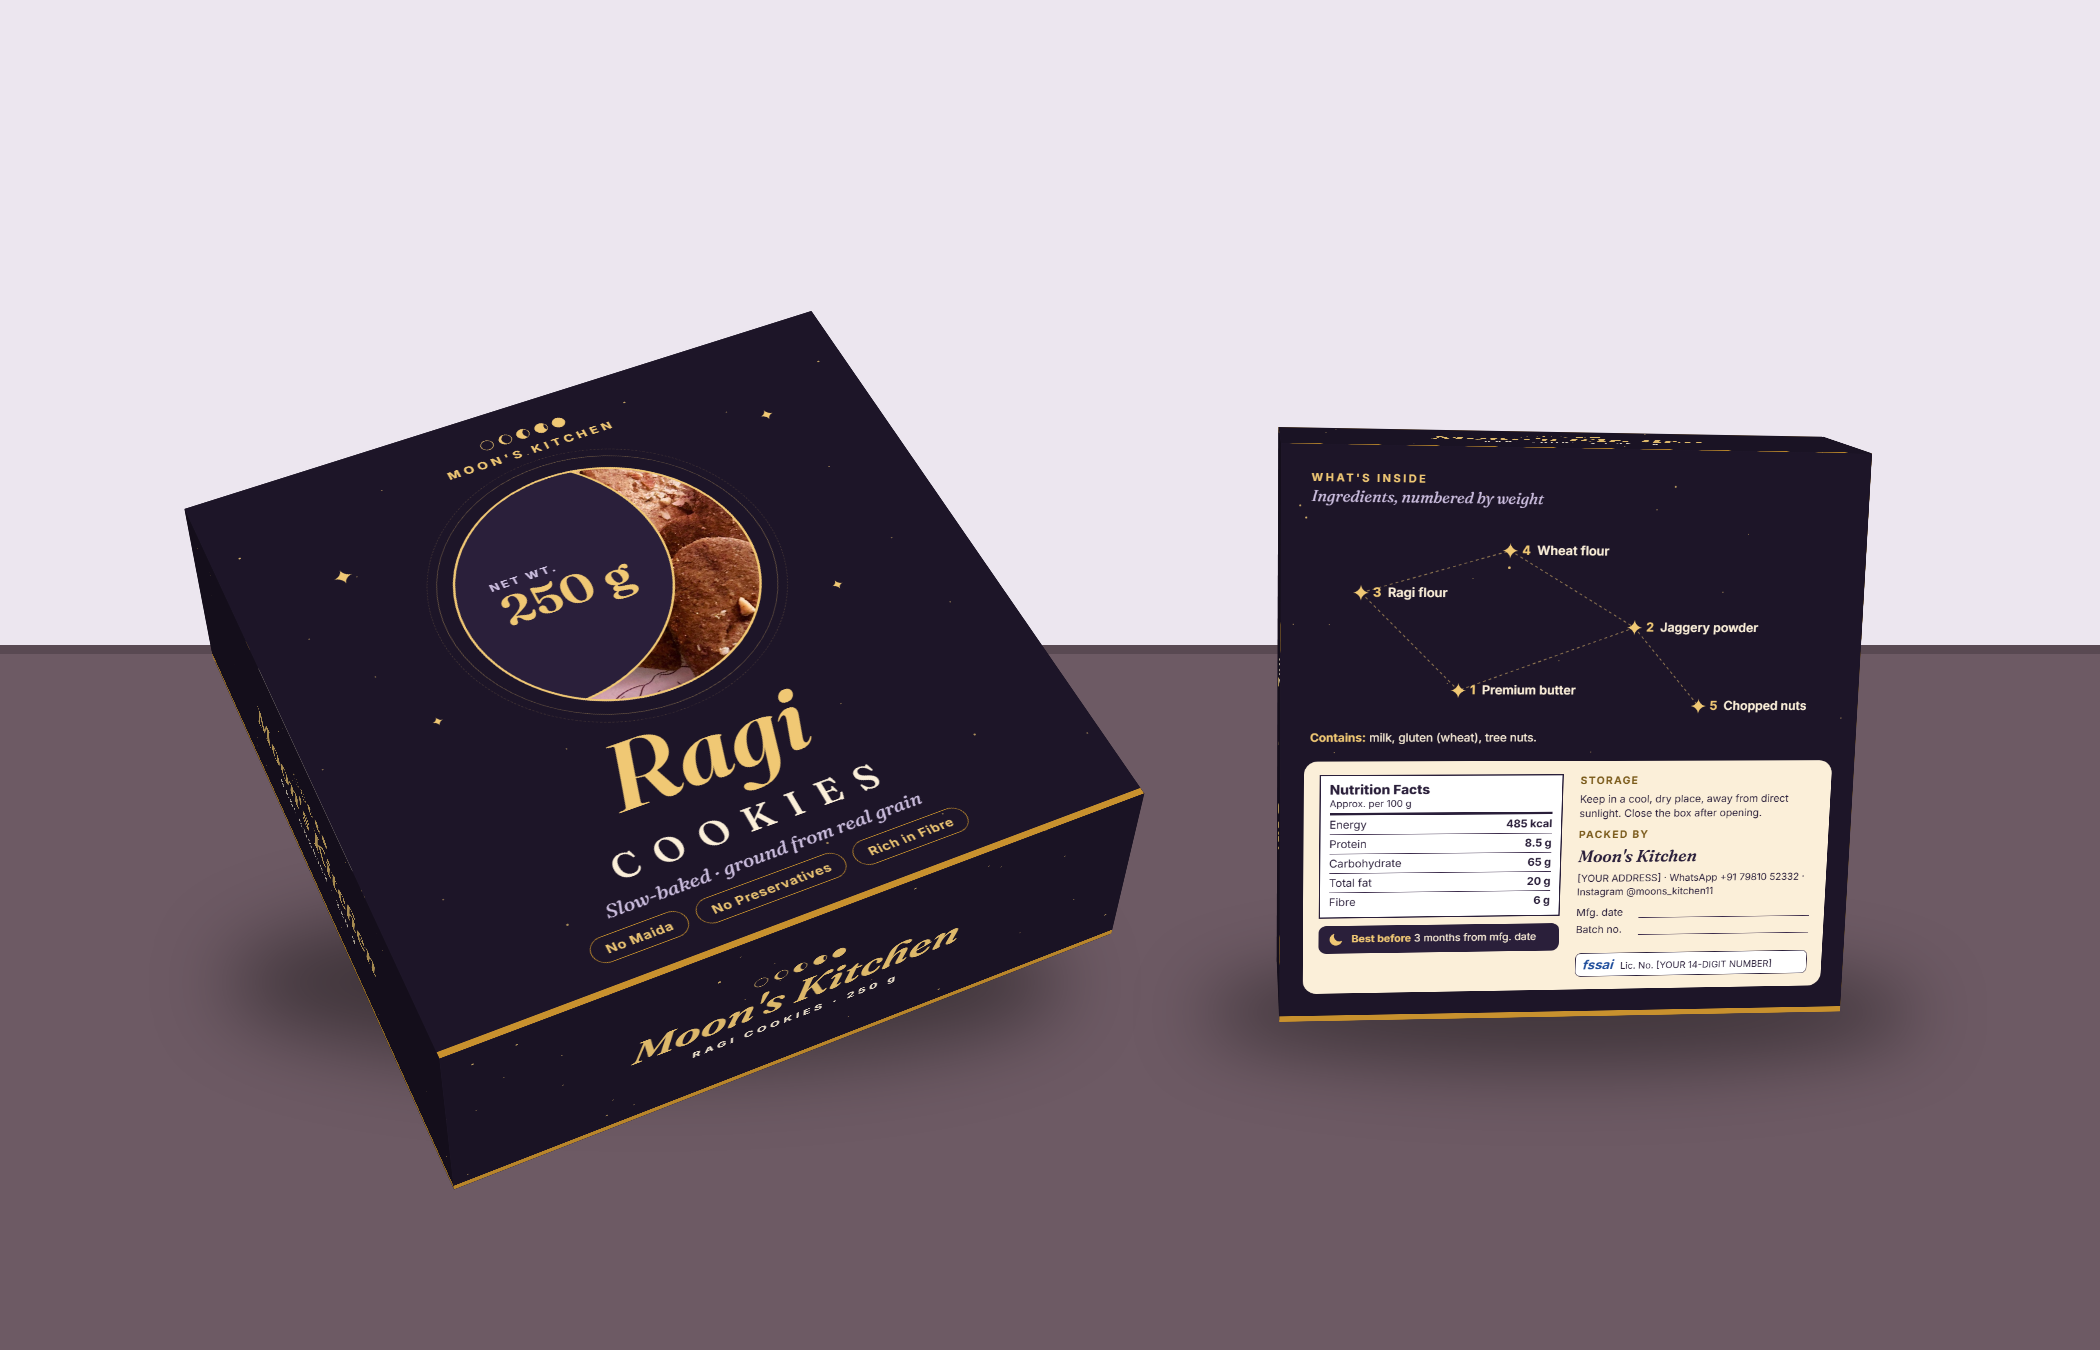 MOON'S KITCHEN
NET WT.
250 g
Ragi
COOKIES
Slow-baked · ground from real grain
No Maida
No Preservatives
Rich in Fibre
Moon's Kitchen
RAGI COOKIES · 250 g
WHAT'S INSIDE
Ingredients, numbered by weight
4 Wheat flour
3 Ragi flour
2 Jaggery powder
1 Premium butter
5 Chopped nuts
Contains: milk, gluten (wheat), tree nuts.
Nutrition Facts
Approx. per 100 g
Energy 485 kcal
Protein 8.5 g
Carbohydrate 65 g
Total fat 20 g
Fibre 6 g
Best before 3 months from mfg. date
STORAGE
Keep in a cool, dry place, away from direct
sunlight. Close the box after opening.
PACKED BY
Moon's Kitchen
[YOUR ADDRESS] · WhatsApp +91 79810 52332 ·
Instagram @moons_kitchen11
Mfg. date
Batch no.
fssai Lic. No. [YOUR 14-DIGIT NUMBER]